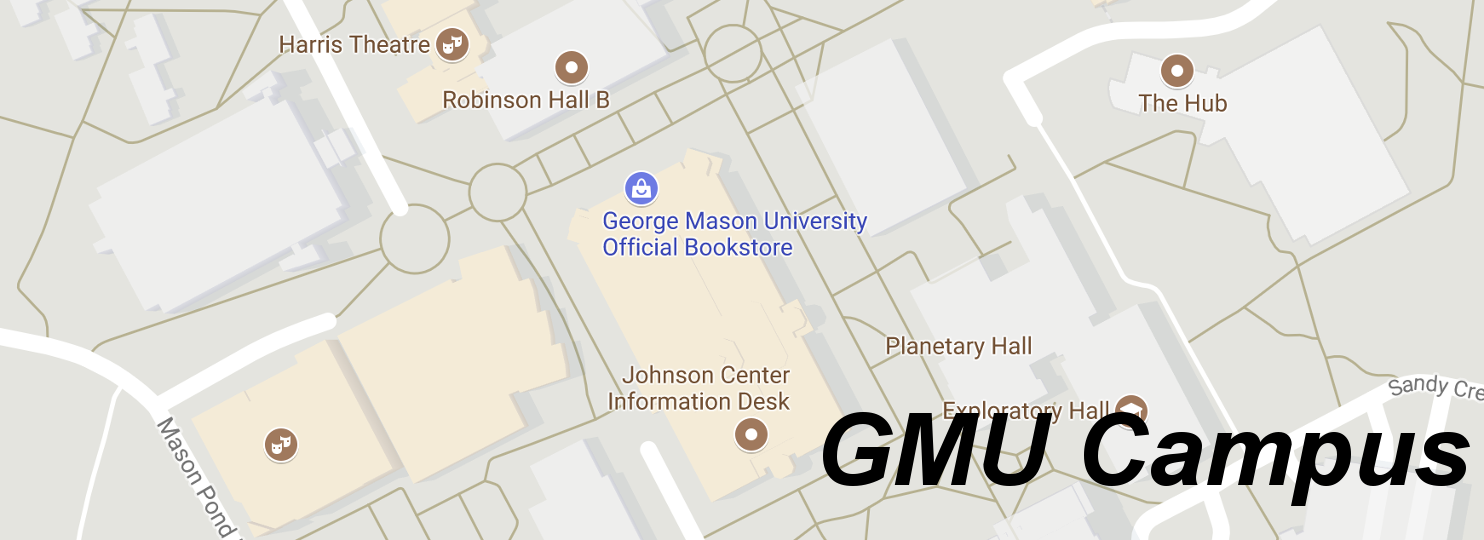 Harris Theatre
Robinson Hall B
The Hub
George Mason University
Official Bookstore
Planetary Hall
Johnson Center
Information Desk
Exploratory Hall
Sandy Cre
Mason Pond
GMU Campus